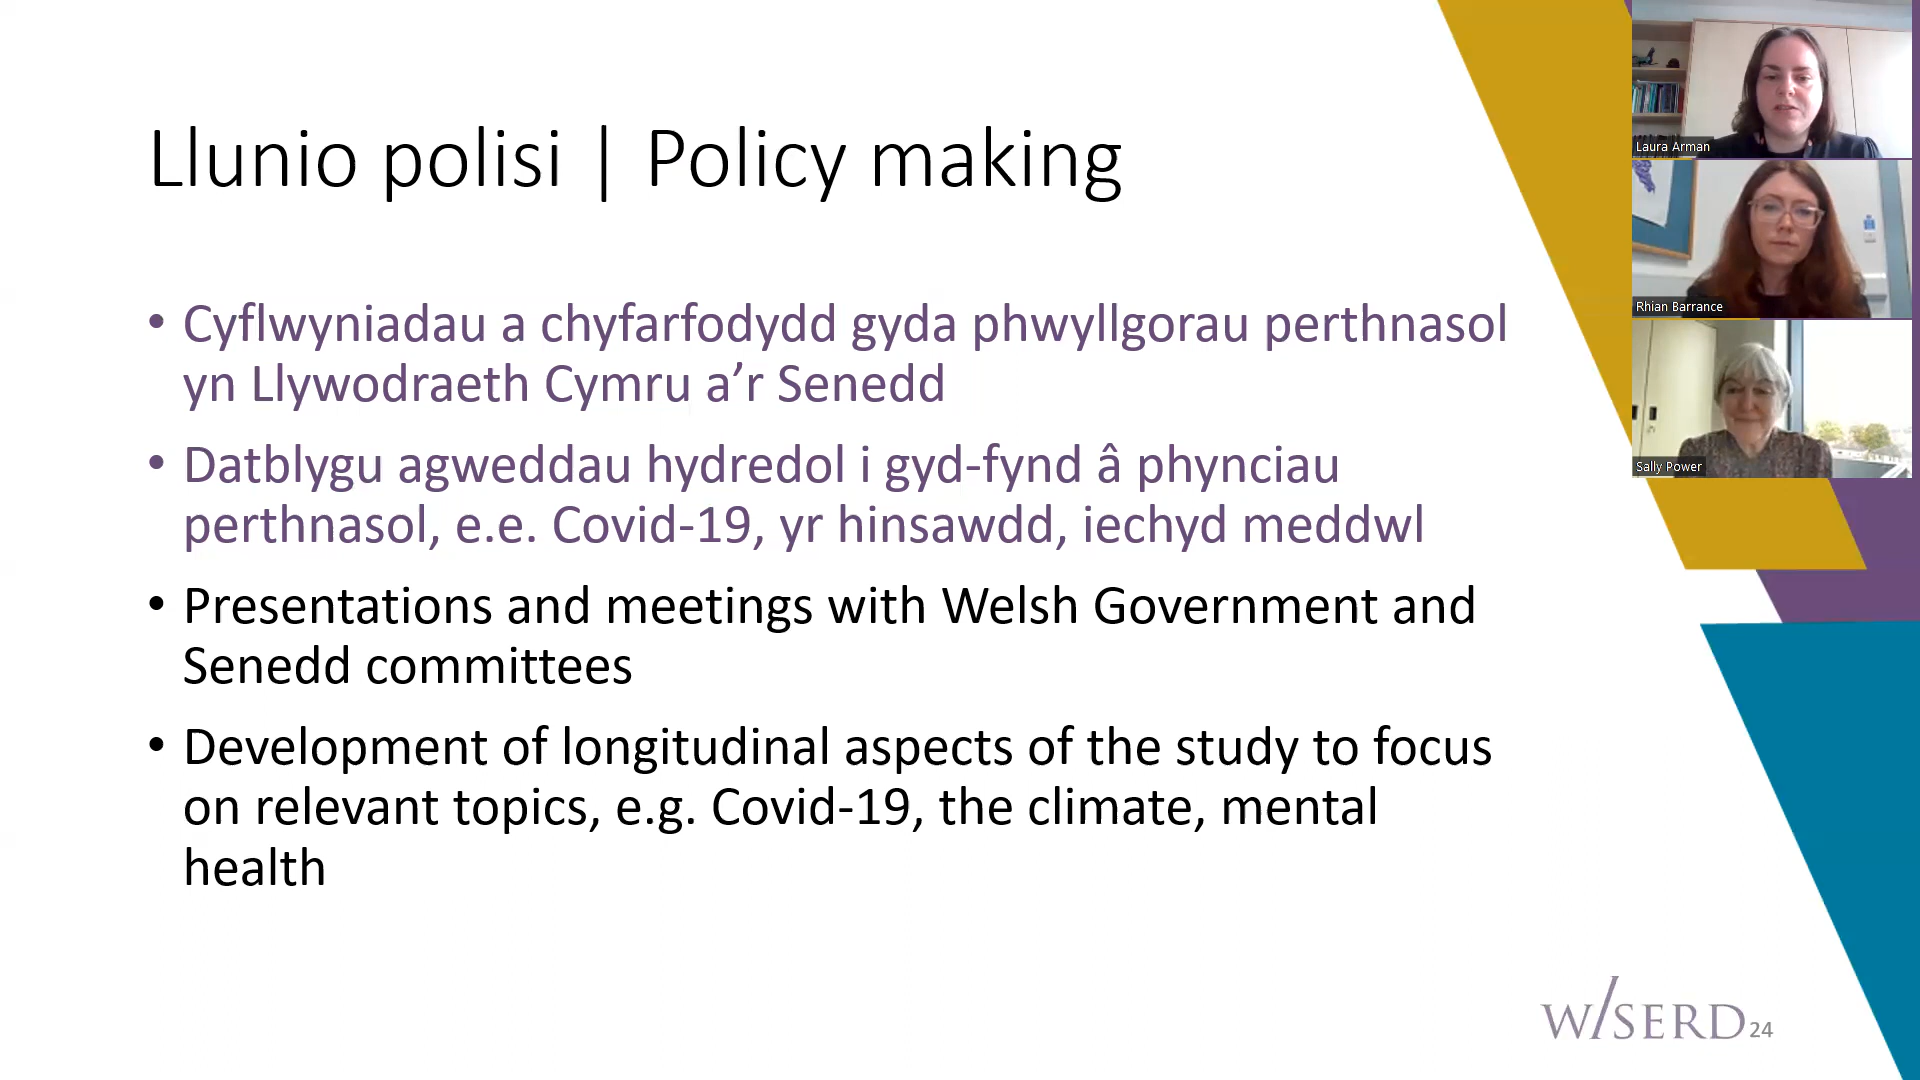 Llunio polisi | Policy making
• Cyflwyniadau a chyfarfodydd gyda phwyllgorau perthnasol
yn Llywodraeth Cymru a’r Senedd
• Datblygu agweddau hydredol i gyd-fynd â phynciau
perthnasol, e.e. Covid-19, yr hinsawdd, iechyd meddwl
• Presentations and meetings with Welsh Government and
Senedd committees
• Development of longitudinal aspects of the study to focus
on relevant topics, e.g. Covid-19, the climate, mental
health
Laura Arman
Rhian Barrance
Sally Power
W/SERD 24